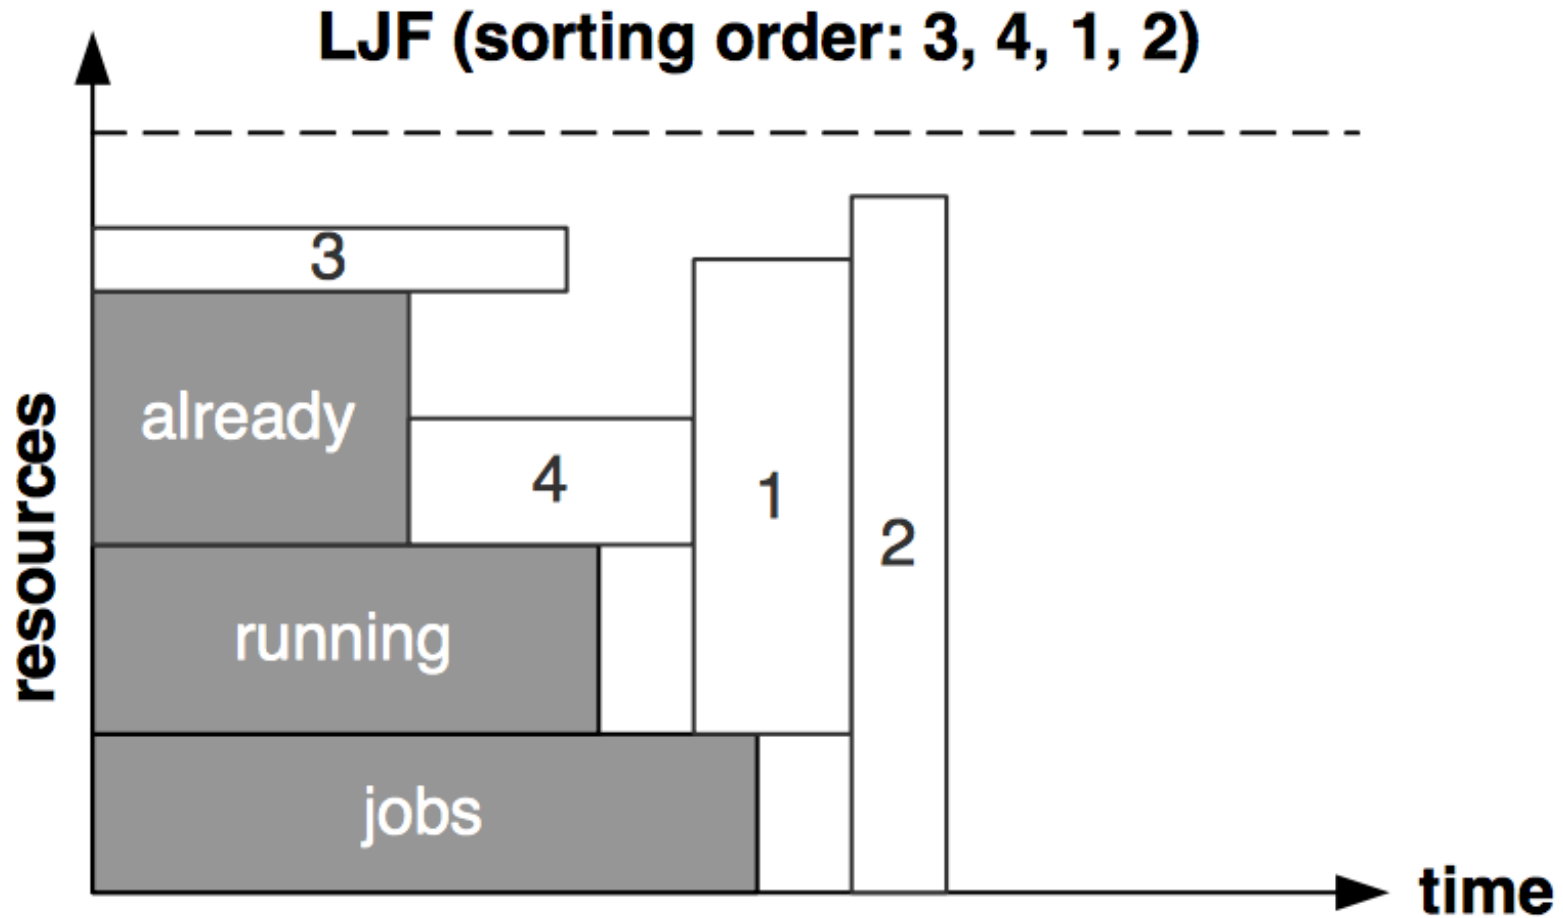 LJF (sorting order: 3, 4, 1, 2)
3
already
4
1
2
running
jobs
resources
time